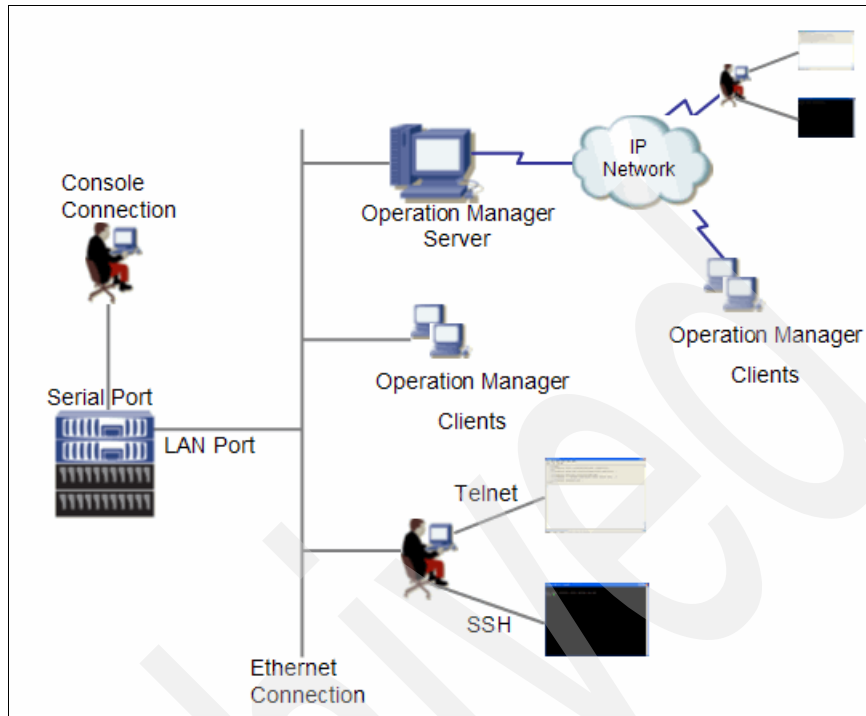 Console
Connection
Serial Port
LAN Port
Operation Manager
Server
IP
Network
Operation Manager
Clients
Operation Manager
Clients
Telnet
SSH
Ethernet
Connection